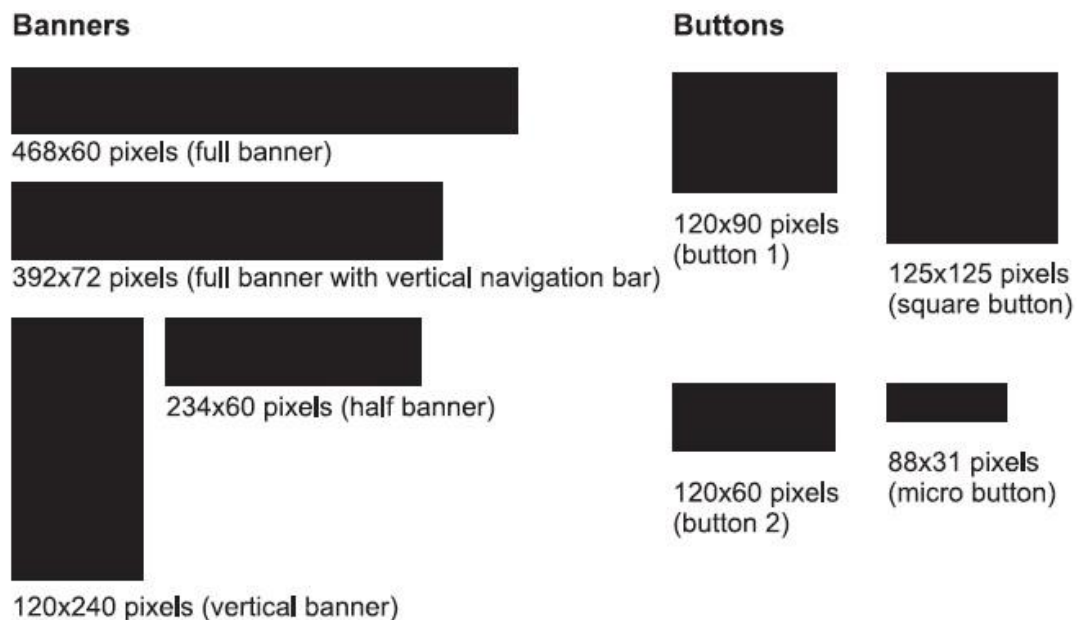 Banners
468x60 pixels (full banner)
392x72 pixels (full banner with vertical navigation bar)
234x60 pixels (half banner)
120x240 pixels (vertical banner)
Buttons
120x90 pixels
(button 1)
125x125 pixels
(square button)
120x60 pixels
(button 2)
88x31 pixels
(micro button)